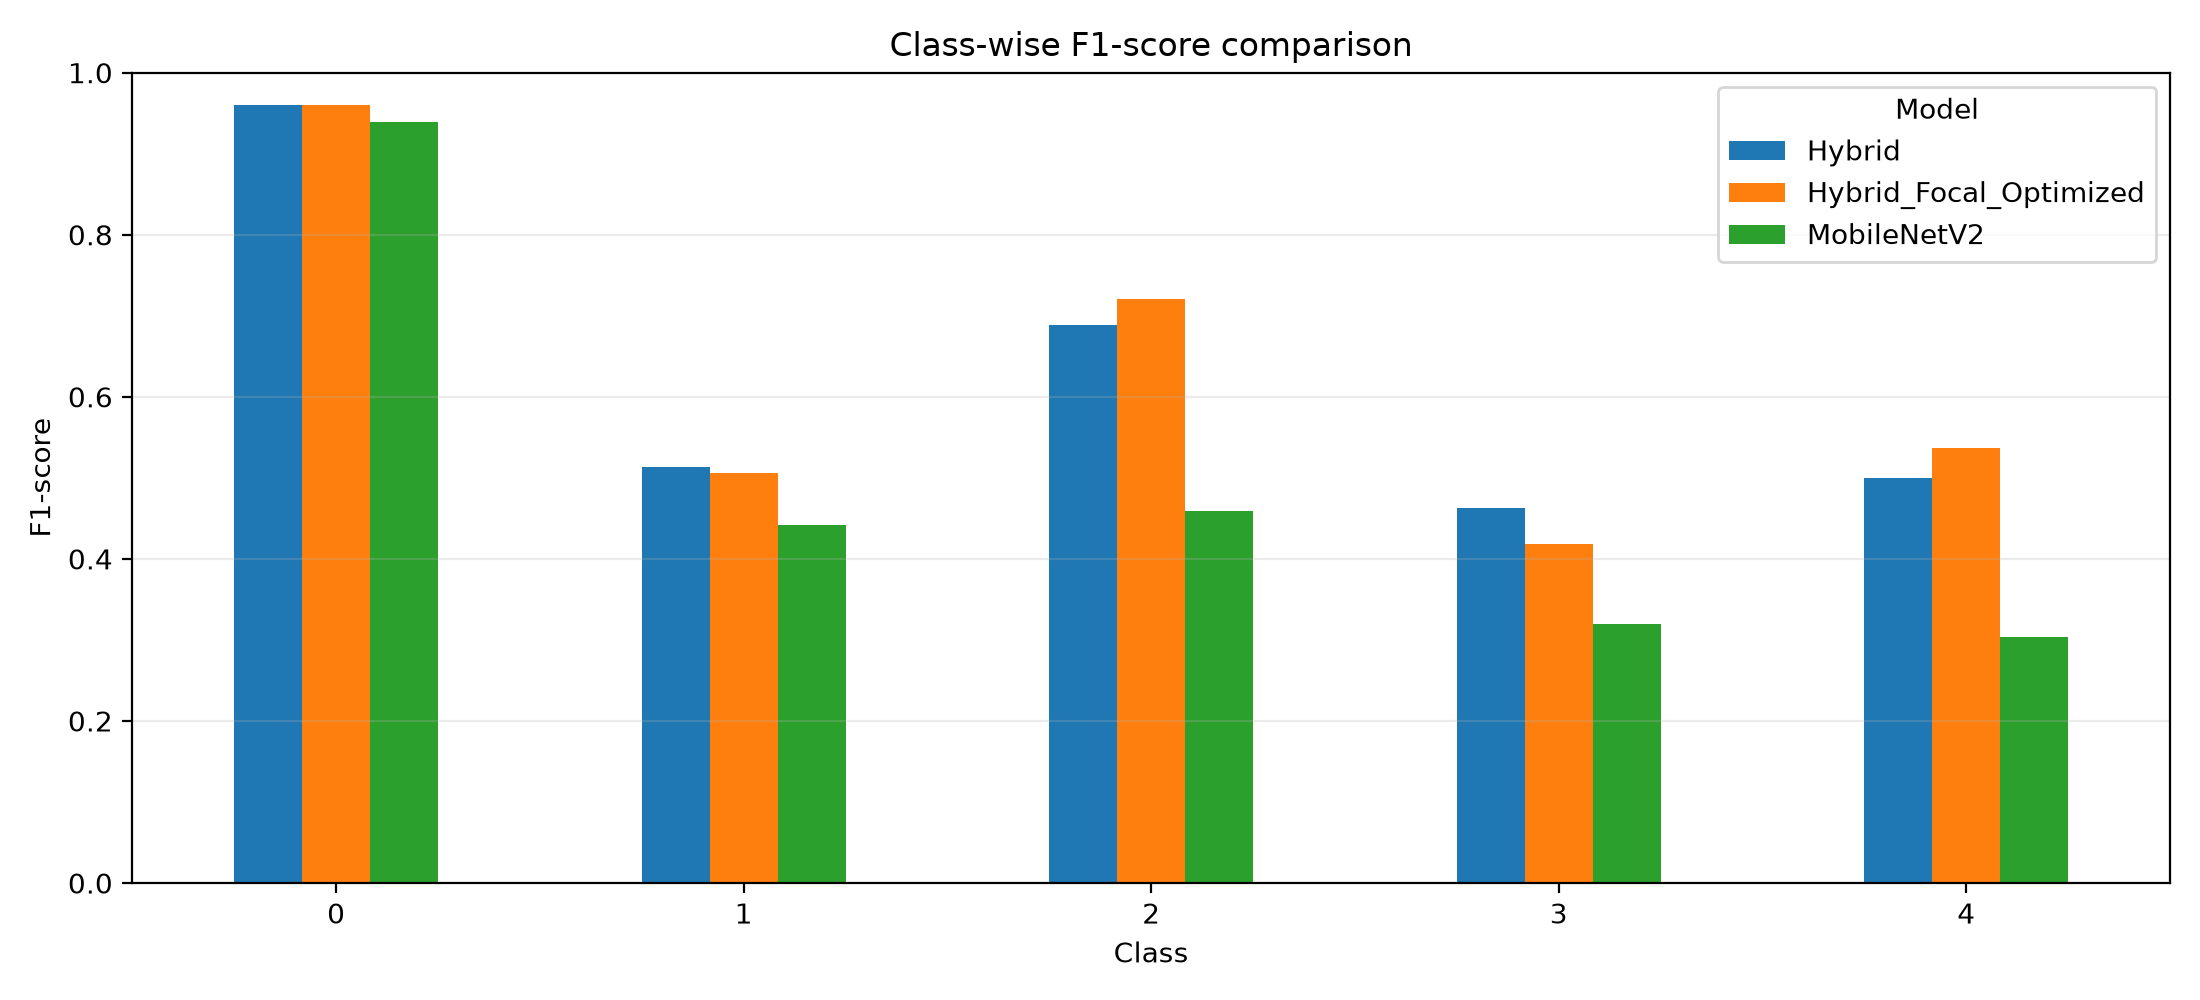 Class-wise F1-score comparison
1.0
0.8
0.6
0.4
0.2
0.0
F1-score
Model
Hybrid
Hybrid_Focal_Optimized
MobileNetV2
0 1 2 3 4
Class